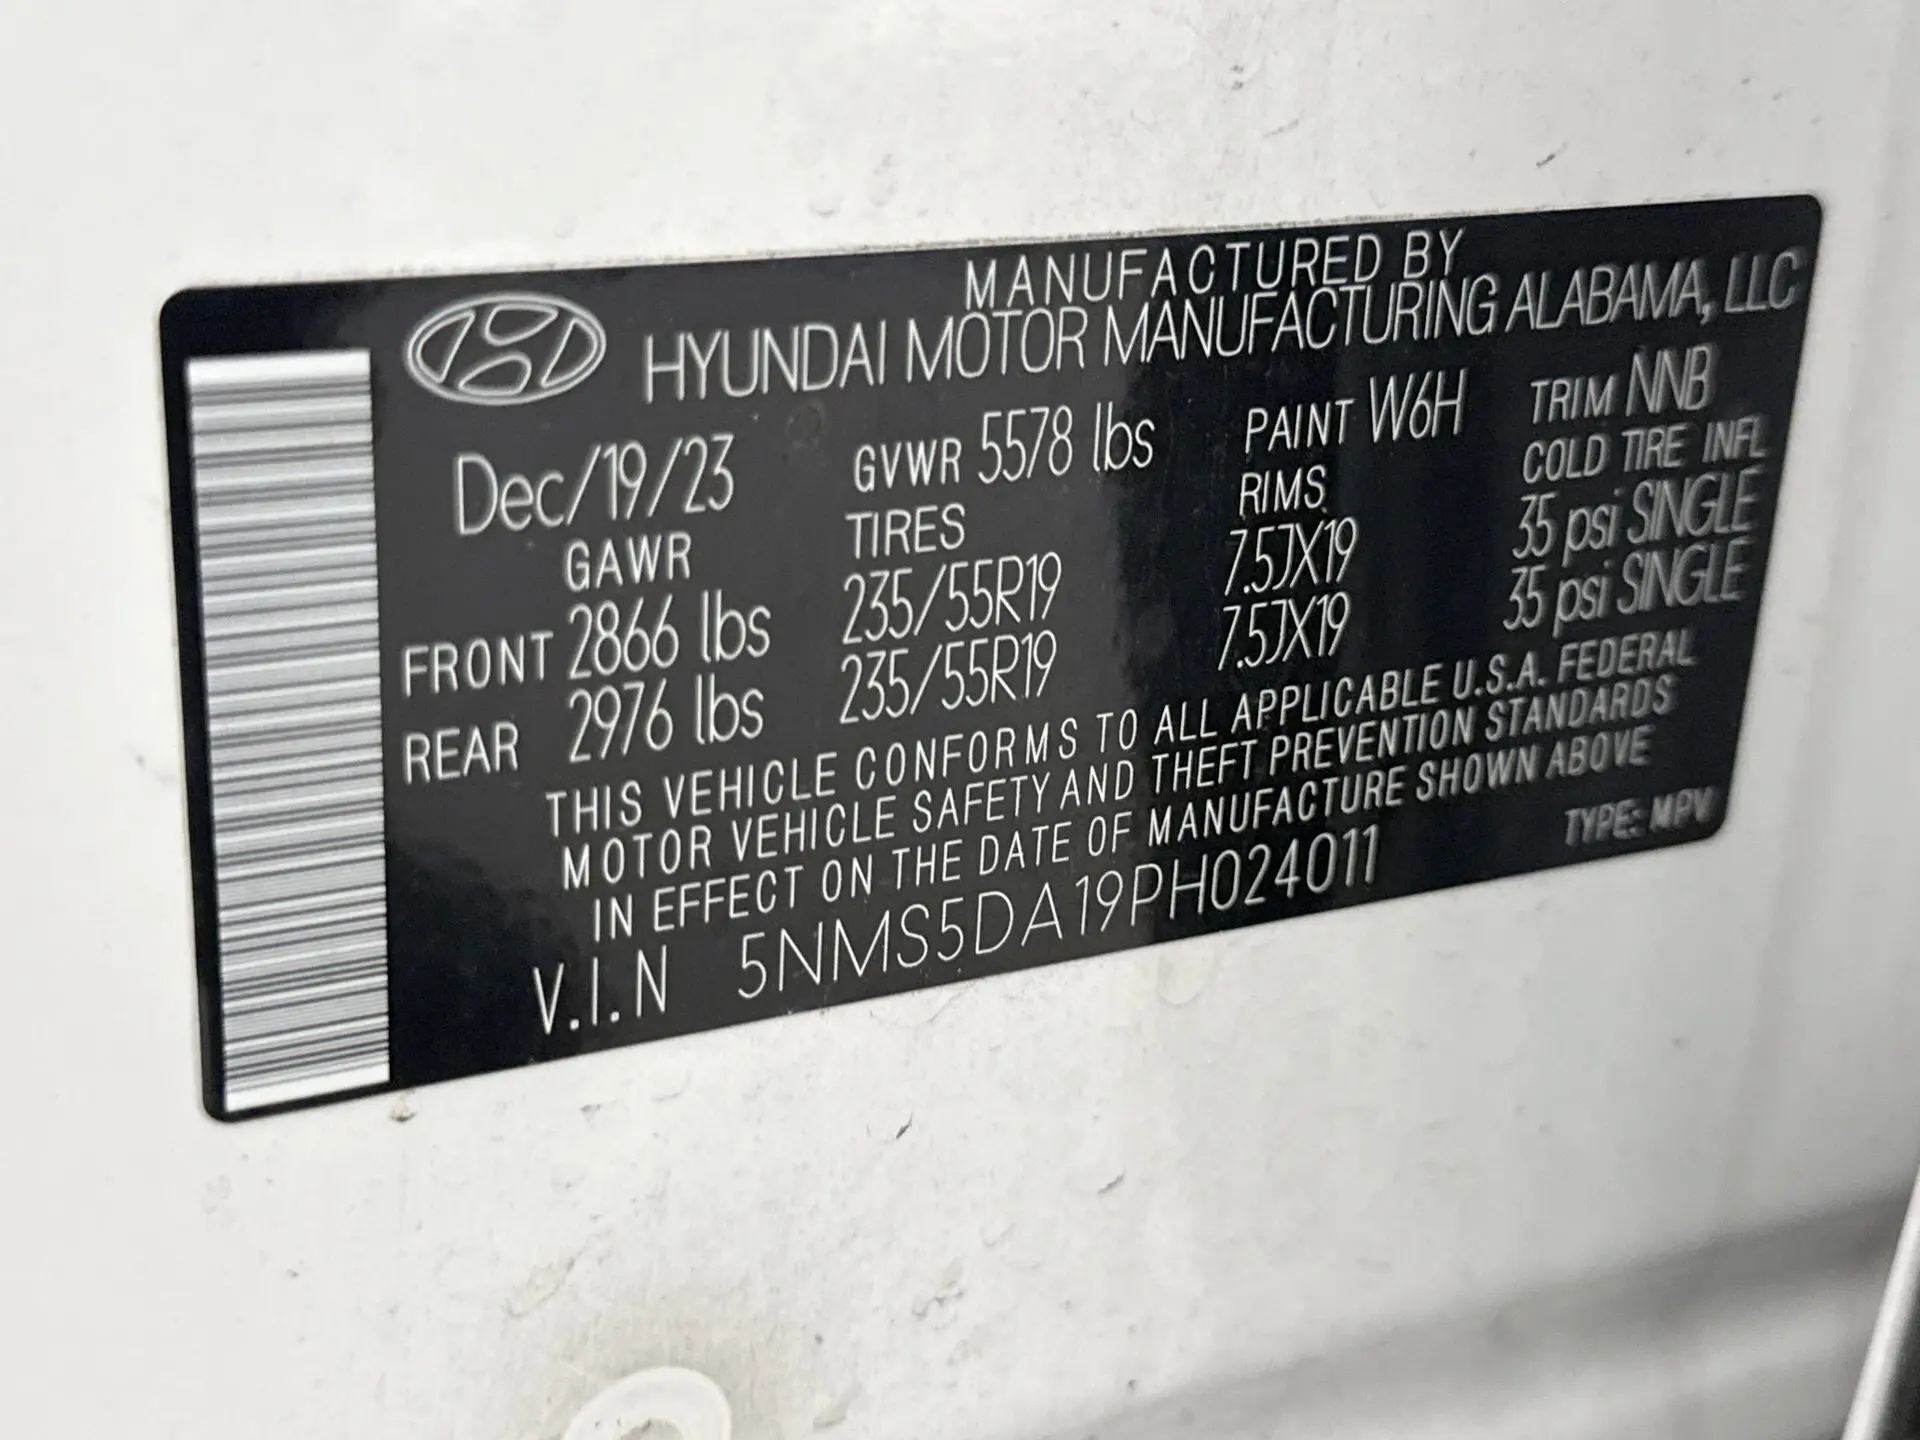 MANUFACTURED BY
HYUNDAI MOTOR MANUFACTURING ALABAMA, LLC
Dec/19/23 GVWR 5578 lbs PAINT W6H TRIM NNB
GAWR TIRES RIMS COLD TIRE INFL
FRONT 2866 lbs 235/55R19 7.5JX19 35 psi SINGLE
REAR 2976 lbs 235/55R19 7.5JX19 35 psi SINGLE
THIS VEHICLE CONFORMS TO ALL APPLICABLE U.S.A. FEDERAL
MOTOR VEHICLE SAFETY AND THEFT PREVENTION STANDARDS
IN EFFECT ON THE DATE OF MANUFACTURE SHOWN ABOVE
V.I.N 5NMS5DA19PH024011 TYPE: MPV